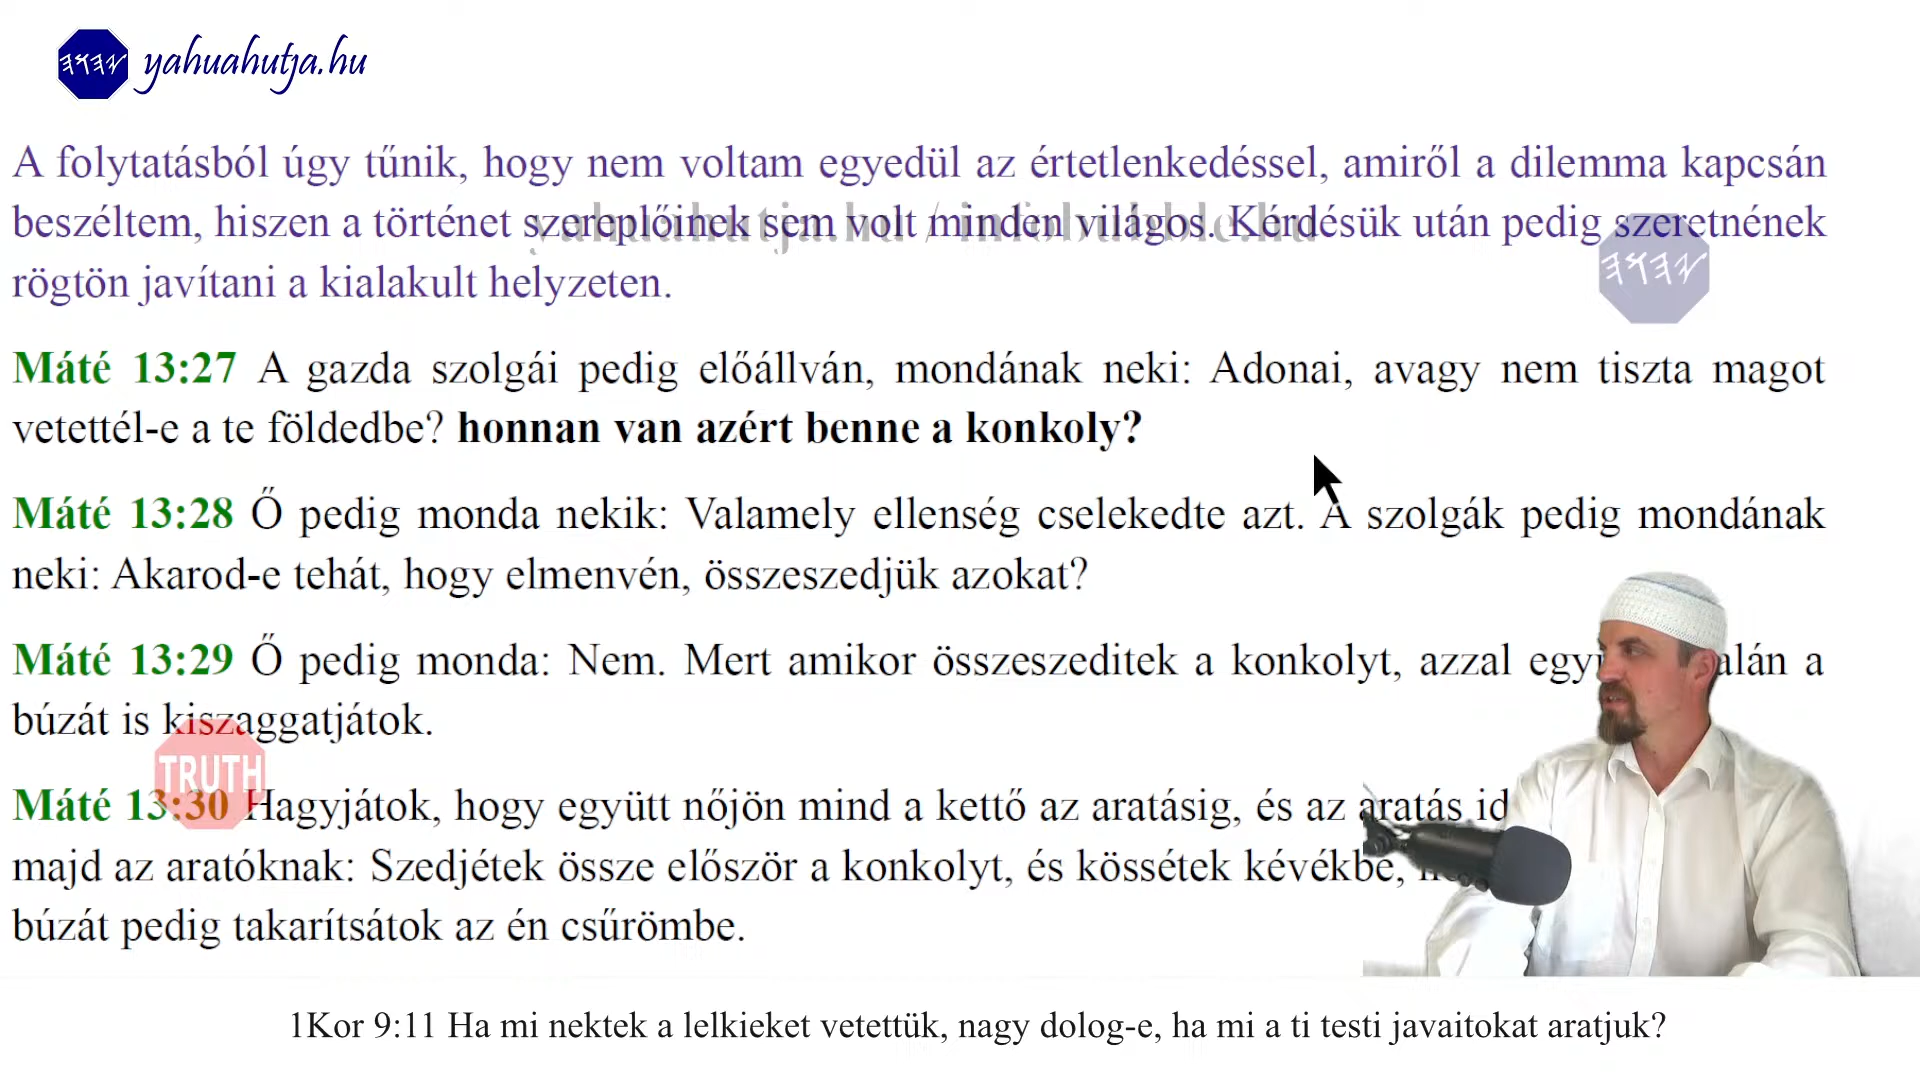 yahuahutja.hu
A folytatásból úgy tűnik, hogy nem voltam egyedül az értetlenkedéssel, amiről a dilemma kapcsán
beszéltem, hiszen a történet szereplőinek sem volt minden világos. Kérdésük után pedig szeretnének
rögtön javítani a kialakult helyzeten.
Máté 13:27 A gazda szolgái pedig előállván, mondának neki: Adonai, avagy nem tiszta magot
vetettél-e a te földedbe? honnan van azért benne a konkoly?
Máté 13:28 Ő pedig monda nekik: Valamely ellenség cselekedte azt. A szolgák pedig mondának
neki: Akarod-e tehát, hogy elmenvén, összeszedjük azokat?
Máté 13:29 Ő pedig monda: Nem. Mert amikor összeszeditek a konkolyt, azzal a
búzát is kiszaggatjátok.
TRUTH
Máté 13:30 Hagyjátok, hogy együtt nőjön mind a kettő az aratásig, és az aratás
majd az aratóknak: Szedjétek össze először a konkolyt, és kössétek kévékbe,
búzát pedig takarítsátok az én csűrömbe.
1Kor 9:11 Ha mi nektek a lelkieket vetettük, nagy dolog-e, ha mi a ti testi javaitokat aratjuk?